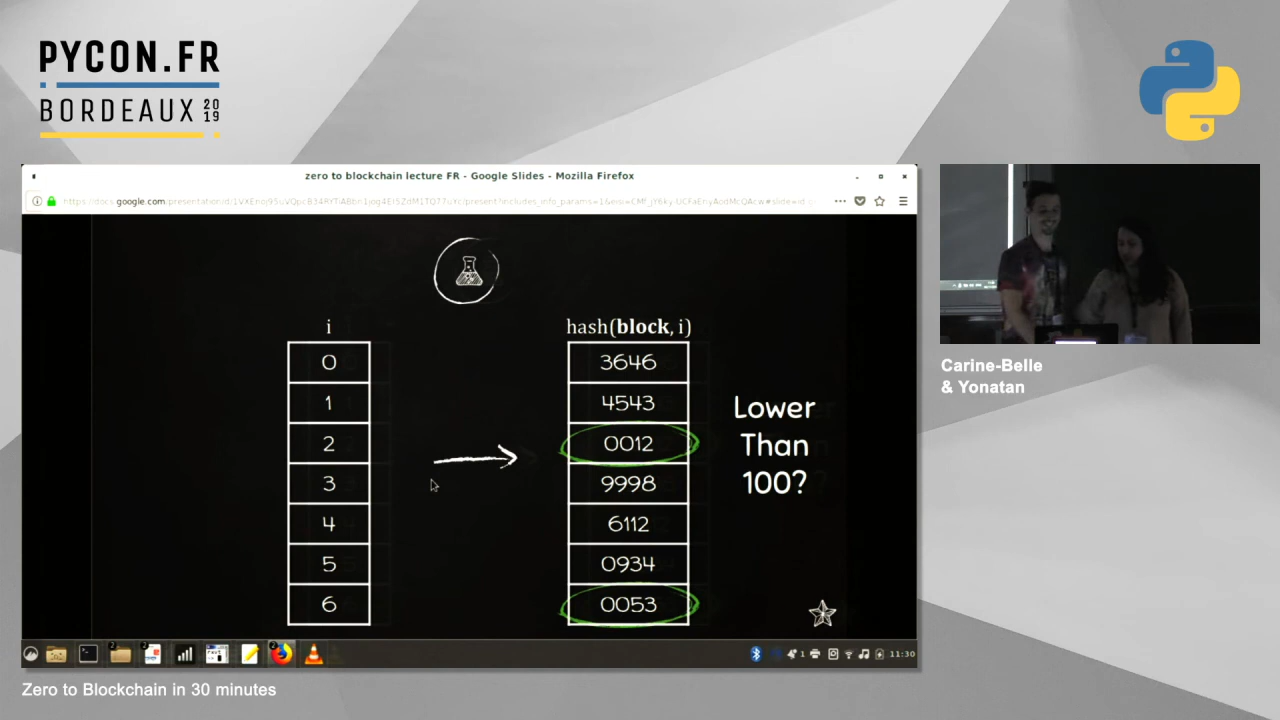 PYCON.FR
BORDEAUX 2019
zero to blockchain lecture FR - Google Slides - Mozilla Firefox
i
hash(block, i)
0
3646
1
4543
2
0012
3
9998
4
6112
5
0934
6
0053
Lower
Than
100?
11:30
Carine-Belle
& Yonatan
Zero to Blockchain in 30 minutes